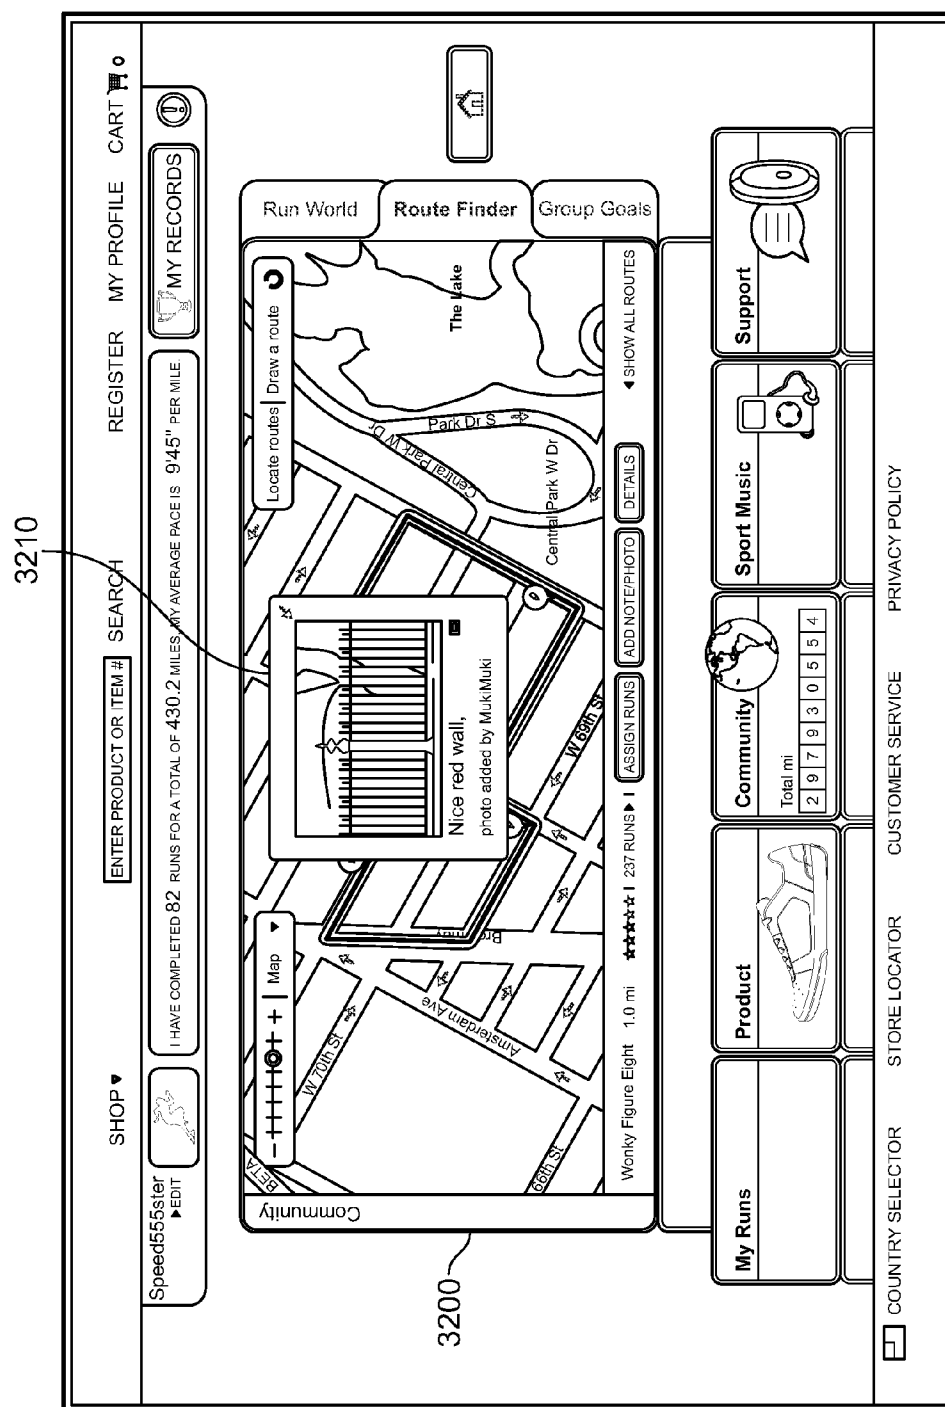 3210
SHOP ▼ ENTER PRODUCT OR ITEM # SEARCH REGISTER MY PROFILE CART 0
Speed555ster
▶EDIT
I HAVE COMPLETED 82 RUNS FOR A TOTAL OF 430.2 MILES, MY AVERAGE PACE IS 9'45" PER MILE.
MY RECORDS
Community
BETA
Map ▼
Locate routes | Draw a route
Run World
Route Finder
Group Goals
The Lake
W 70th St
66th St
Amsterdam Ave
W 69th St
Central Park W Dr
Park Dr S
Central Park W Dr
Nice red wall,
photo added by MukiMuki
Wonky Figure Eight 1.0 mi ☆☆☆☆☆ | 237 RUNS▶ | ASSIGN RUNS ADD NOTE/PHOTO DETAILS ◀ SHOW ALL ROUTES
3200
My Runs
Product
Community
Total mi
2 9 7 9 3 0 5 5 4
Sport Music
Support
COUNTRY SELECTOR STORE LOCATOR CUSTOMER SERVICE PRIVACY POLICY